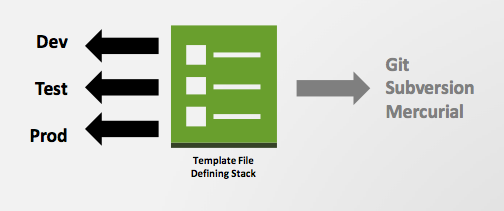 Dev
Test
Prod
Template File
Defining Stack
Git
Subversion
Mercurial